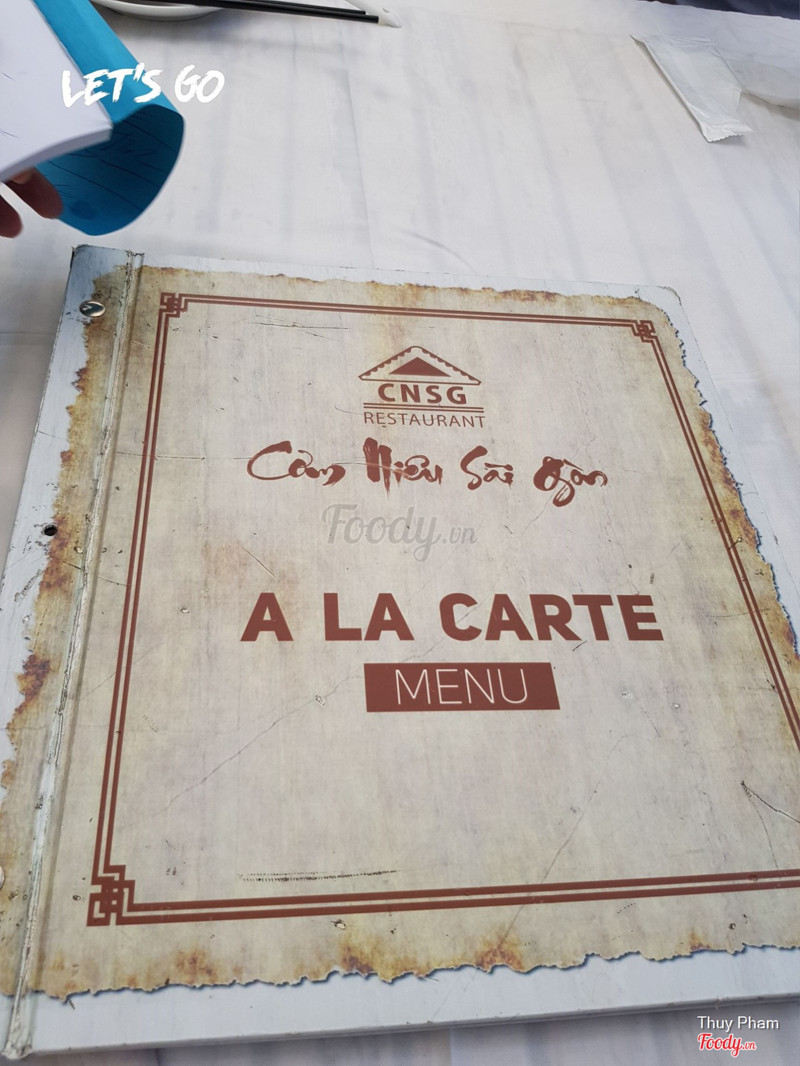 LET'S GO
CNSG
RESTAURANT
Cơm Niêu Sài Gòn
Foody.vn
A LA CARTE
MENU
Thuy Pham
Foody.vn